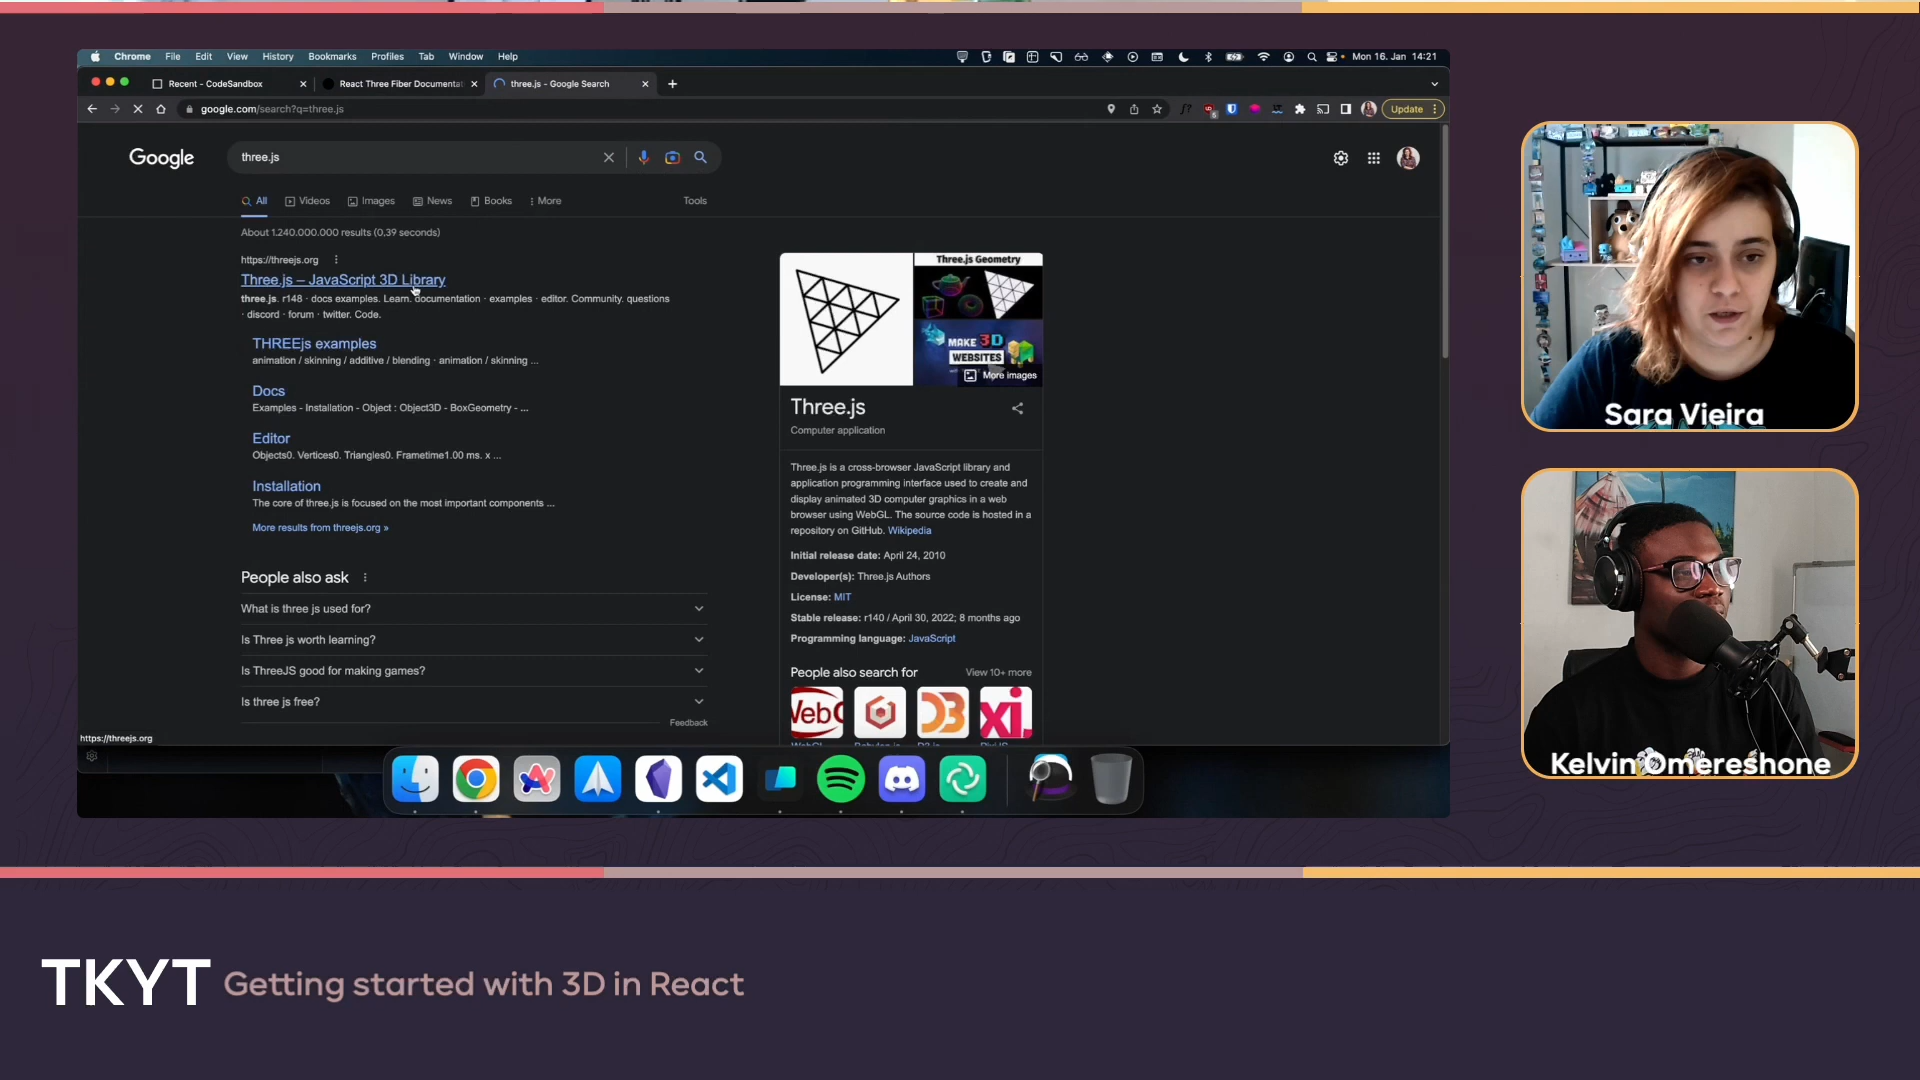 Chrome File Edit View History Bookmarks Profiles Tab Window Help
Mon 16. Jan 14:21
Recent - CodeSandbox
React Three Fiber Documenta
three.js - Google Search
google.com/search?q=three.js
Update
Google
three.js
All Videos Images News Books More Tools
About 1.240.000.000 results (0,39 seconds)
https://threejs.org
Three.js – JavaScript 3D Library
three.js. r148 · docs examples. Learn. documentation · examples · editor. Community. questions
· discord · forum · twitter. Code.
THREEjs examples
animation / skinning / additive / blending · animation / skinning ...
Docs
Examples - Installation - Object : Object3D - BoxGeometry - ...
Editor
Objects0. Vertices0. Triangles0. Frametime1.00 ms. x ...
Installation
The core of three.js is focused on the most important components ...
More results from threejs.org »
People also ask
What is three js used for?
Is Three js worth learning?
Is ThreeJS good for making games?
Is three js free?
Feedback
https://threejs.org
Three.js Geometry
MAKE 3D
WEBSITES
More images
Three.js
Computer application
Three.js is a cross-browser JavaScript library and
application programming interface used to create and
display animated 3D computer graphics in a web
browser using WebGL. The source code is hosted in a
repository on GitHub. Wikipedia
Initial release date: April 24, 2010
Developer(s): Three.js Authors
License: MIT
Stable release: r140 / April 30, 2022; 8 months ago
Programming language: JavaScript
People also search for
View 10+ more
Sara Vieira
Kelvin Omereshone
TKYT Getting started with 3D in React